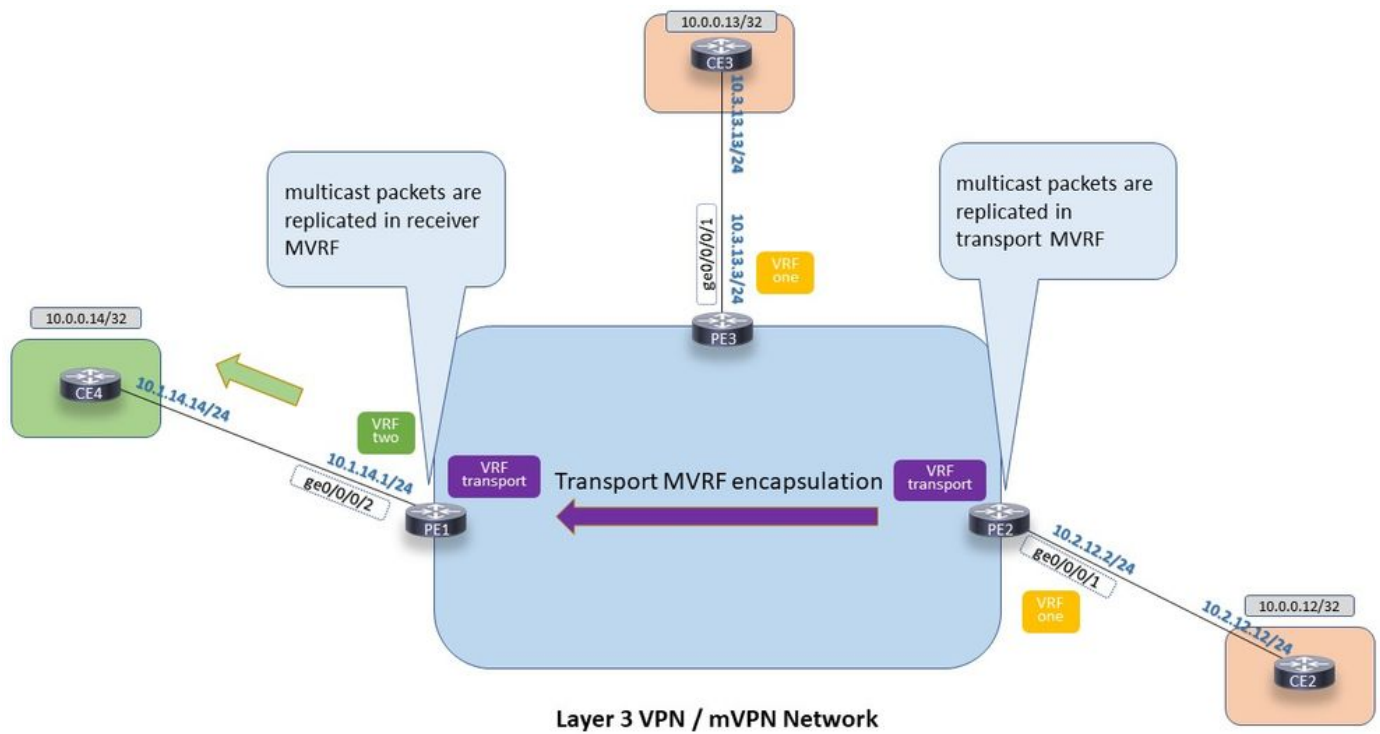 10.0.0.13/32
CE3
10.3.13.13/24
multicast packets are
replicated in receiver
MVRF
multicast packets are
replicated in
transport MVRF
ge0/0/0/1
10.3.13.3/24
VRF
one
PE3
10.0.0.14/32
CE4
10.1.14.14/24
VRF
two
10.1.14.1/24
ge0/0/0/2
PE1
VRF
transport
Transport MVRF encapsulation
VRF
transport
PE2
10.2.12.2/24
ge0/0/0/1
VRF
one
10.0.0.12/32
10.2.12.12/24
CE2
Layer 3 VPN / mVPN Network